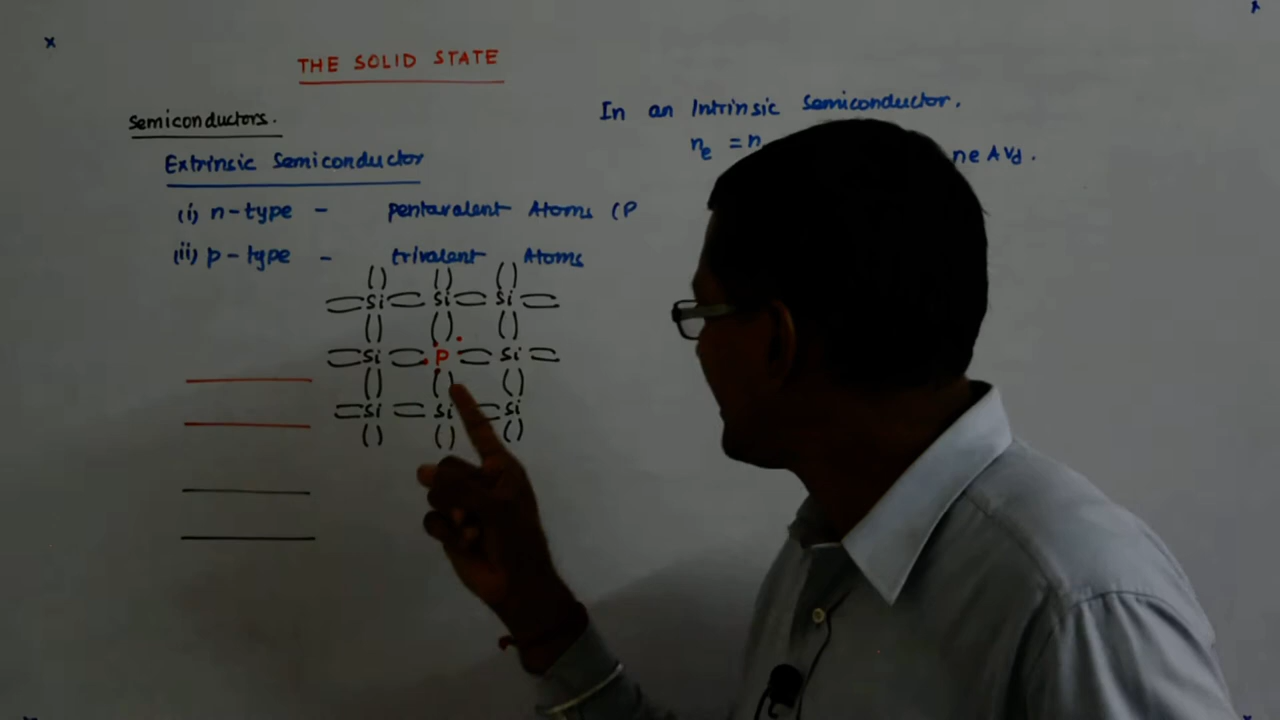 THE SOLID STATE
Semiconductors.
Extrinsic Semiconductor
(i) n-type - pentavalent Atoms (P
(ii) p-type - trivalent Atoms
Si Si Si
Si P Si
Si Si Si
In an Intrinsic Semiconductor.
ne = n
ne A Vd.